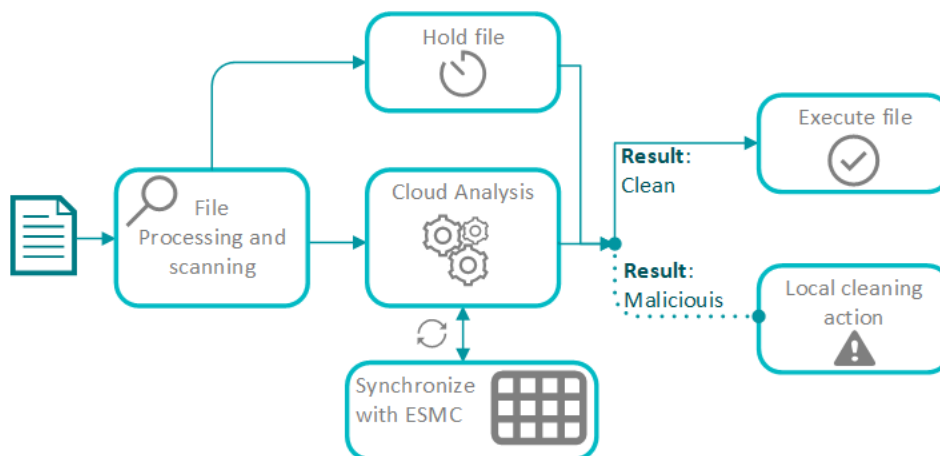 Hold file
Execute file
Result:
Clean
Cloud Analysis
File
Processing and
scanning
Result:
Maliciouis
Local cleaning
action
Synchronize
with ESMC